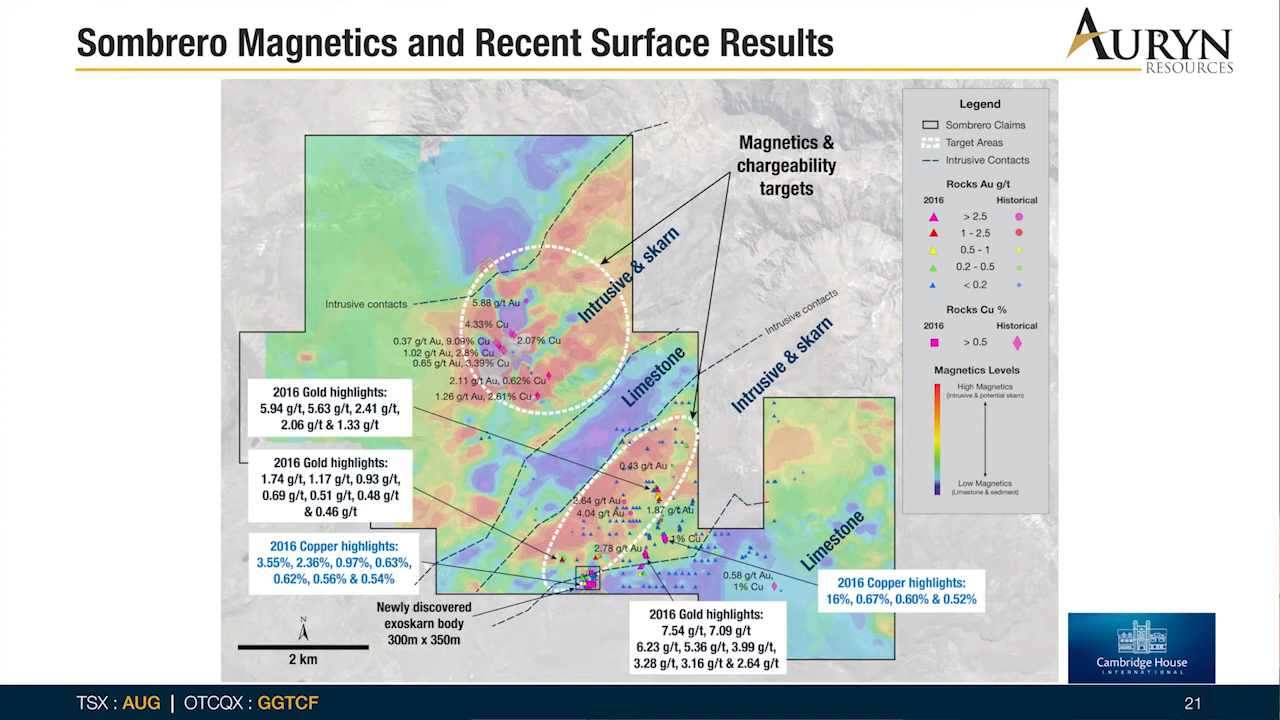 Sombrero Magnetics and Recent Surface Results
AURYN
RESOURCES
Magnetics &
chargeability
targets
Legend
Sombrero Claims
Target Areas
Intrusive Contacts
Rocks Au g/t
2016 Historical
> 2.5
1 - 2.5
0.5 - 1
0.2 - 0.5
< 0.2
Rocks Cu %
2016 Historical
> 0.5
Magnetics Levels
High Magnetics
(Intrusive & potential skarn)
Low Magnetics
(Limestone & sediment)
Intrusive & skarn
Intrusive contacts
5.88 g/t Au
4.33% Cu
0.37 g/t Au, 9.09% Cu
2.07% Cu
1.02 g/t Au, 2.8% Cu
0.65 g/t Au, 3.39% Cu
2.11 g/t Au, 0.62% Cu
1.26 g/t Au, 2.61% Cu
Intrusive contacts
Intrusive & skarn
Limestone
2016 Gold highlights:
5.94 g/t, 5.63 g/t, 2.41 g/t,
2.06 g/t & 1.33 g/t
2016 Gold highlights:
1.74 g/t, 1.17 g/t, 0.93 g/t,
0.69 g/t, 0.51 g/t, 0.48 g/t
& 0.46 g/t
0.43 g/t Au
2.64 g/t Au
4.04 g/t Au
1.87 g/t Au
1% Cu
2.78 g/t Au
Limestone
2016 Copper highlights:
3.55%, 2.36%, 0.97%, 0.63%,
0.62%, 0.56% & 0.54%
0.58 g/t Au,
1% Cu
2016 Copper highlights:
16%, 0.67%, 0.60% & 0.52%
Newly discovered
exoskarn body
300m x 350m
2016 Gold highlights:
7.54 g/t, 7.09 g/t
6.23 g/t, 5.36 g/t, 3.99 g/t,
3.28 g/t, 3.16 g/t & 2.64 g/t
N
2 km
Cambridge House
INTERNATIONAL
TSX : AUG | OTCQX : GGTCF
21